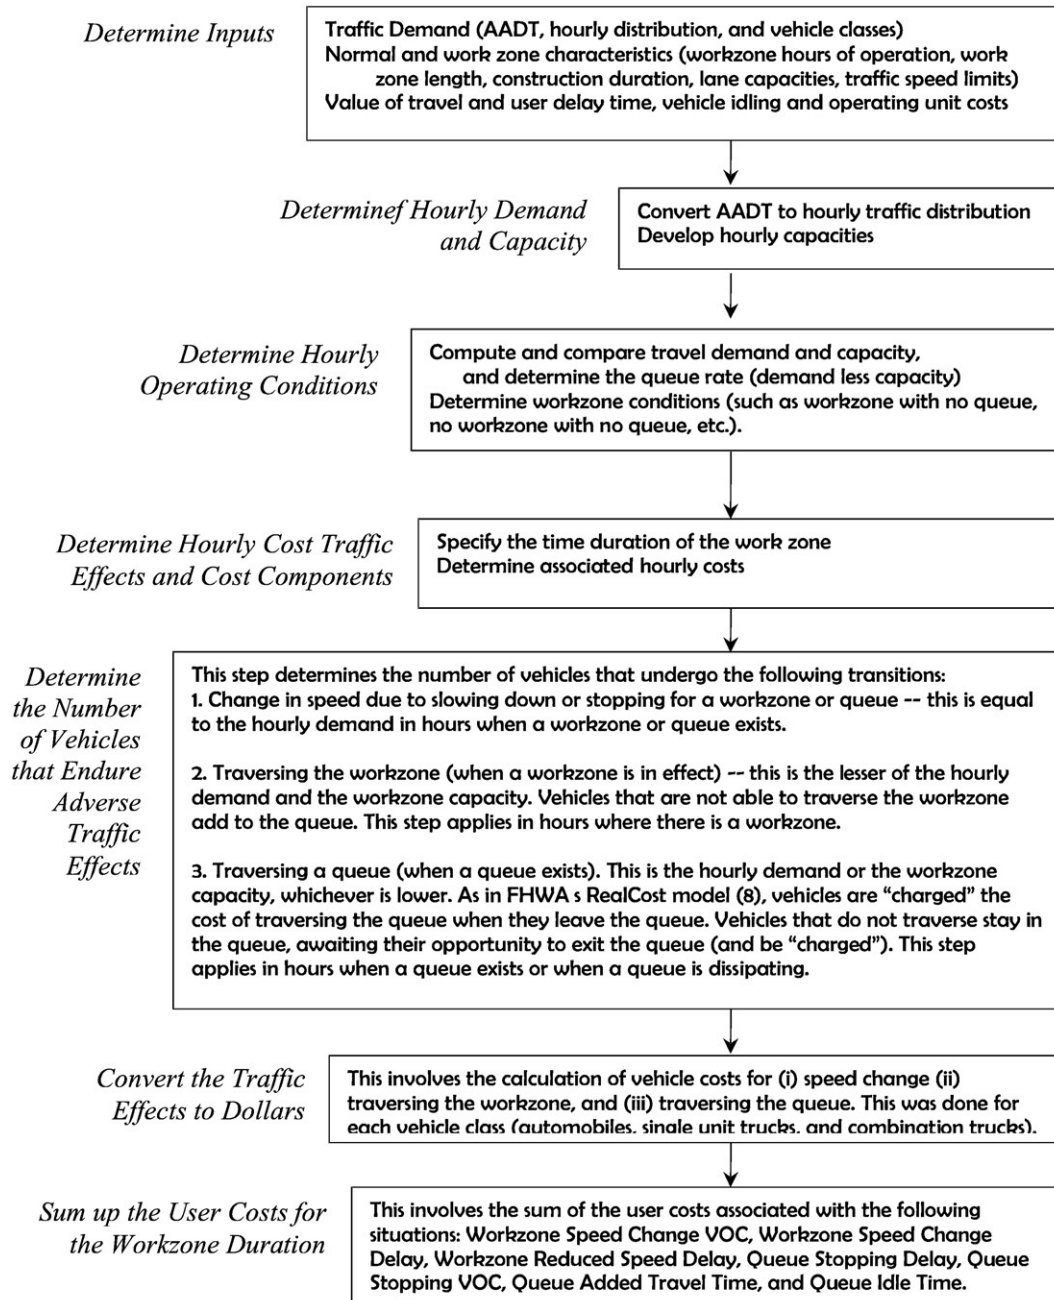 Determine Inputs
Traffic Demand (AADT, hourly distribution, and vehicle classes)
Normal and work zone characteristics (workzone hours of operation, work
zone length, construction duration, lane capacities, traffic speed limits)
Value of travel and user delay time, vehicle idling and operating unit costs
Determinef Hourly Demand
and Capacity
Convert AADT to hourly traffic distribution
Develop hourly capacities
Determine Hourly
Operating Conditions
Compute and compare travel demand and capacity,
and determine the queue rate (demand less capacity)
Determine workzone conditions (such as workzone with no queue,
no workzone with no queue, etc.).
Determine Hourly Cost Traffic
Effects and Cost Components
Specify the time duration of the work zone
Determine associated hourly costs
Determine
the Number
of Vehicles
that Endure
Adverse
Traffic
Effects
This step determines the number of vehicles that undergo the following transitions:
1. Change in speed due to slowing down or stopping for a workzone or queue -- this is equal
to the hourly demand in hours when a workzone or queue exists.
2. Traversing the workzone (when a workzone is in effect) -- this is the lesser of the hourly
demand and the workzone capacity. Vehicles that are not able to traverse the workzone
add to the queue. This step applies in hours where there is a workzone.
3. Traversing a queue (when a queue exists). This is the hourly demand or the workzone
capacity, whichever is lower. As in FHWA s RealCost model (8), vehicles are “charged” the
cost of traversing the queue when they leave the queue. Vehicles that do not traverse stay in
the queue, awaiting their opportunity to exit the queue (and be “charged”). This step
applies in hours when a queue exists or when a queue is dissipating.
Convert the Traffic
Effects to Dollars
This involves the calculation of vehicle costs for (i) speed change (ii)
traversing the workzone, and (iii) traversing the queue. This was done for
each vehicle class (automobiles, single unit trucks, and combination trucks).
Sum up the User Costs for
the Workzone Duration
This involves the sum of the user costs associated with the following
situations: Workzone Speed Change VOC, Workzone Speed Change
Delay, Workzone Reduced Speed Delay, Queue Stopping Delay, Queue
Stopping VOC, Queue Added Travel Time, and Queue Idle Time.